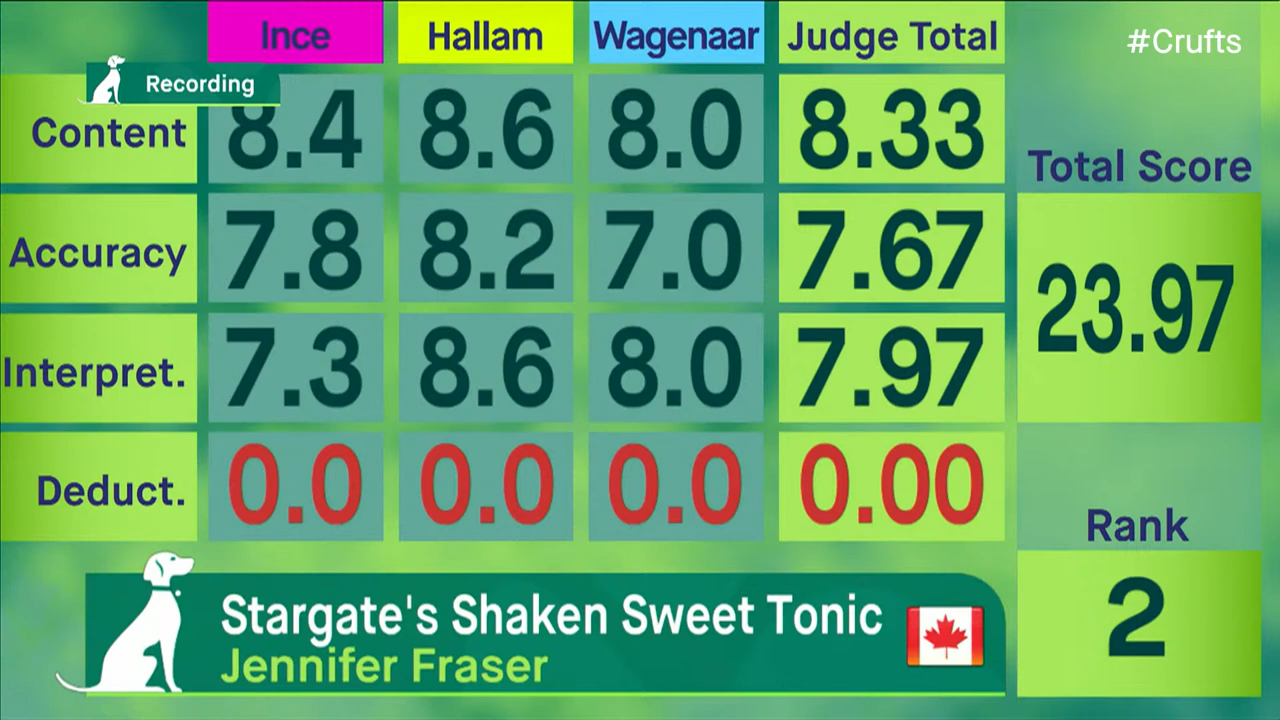 Ince Hallam Wagenaar Judge Total #Crufts
Recording
Content 8.4 8.6 8.0 8.33
Total Score
Accuracy 7.8 8.2 7.0 7.67
23.97
Interpret. 7.3 8.6 8.0 7.97
Deduct. 0.0 0.0 0.0 0.00
Rank
2
Stargate's Shaken Sweet Tonic
Jennifer Fraser